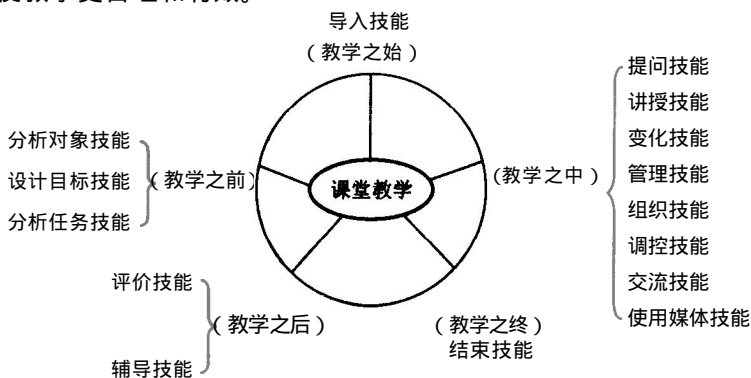 导入技能
（教学之始）
提问技能
讲授技能
变化技能
管理技能
组织技能
调控技能
交流技能
使用媒体技能
（教学之中）
分析对象技能
设计目标技能
分析任务技能
（教学之前）
课堂教学
评价技能
辅导技能
（教学之后）
（教学之终）
结束技能